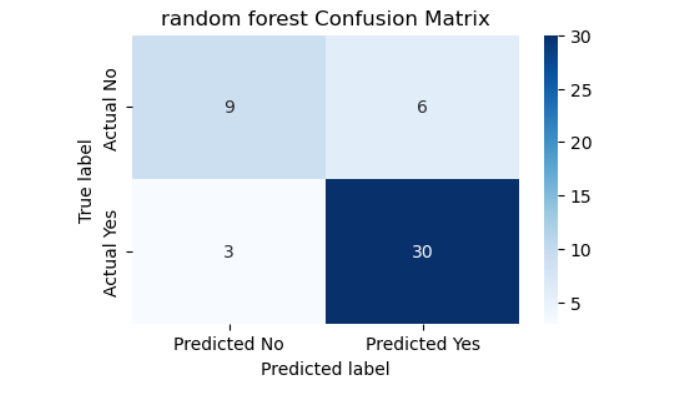 random forest Confusion Matrix
True label
Actual No
Actual Yes
9
6
3
30
Predicted No
Predicted Yes
Predicted label
30
25
20
15
10
5